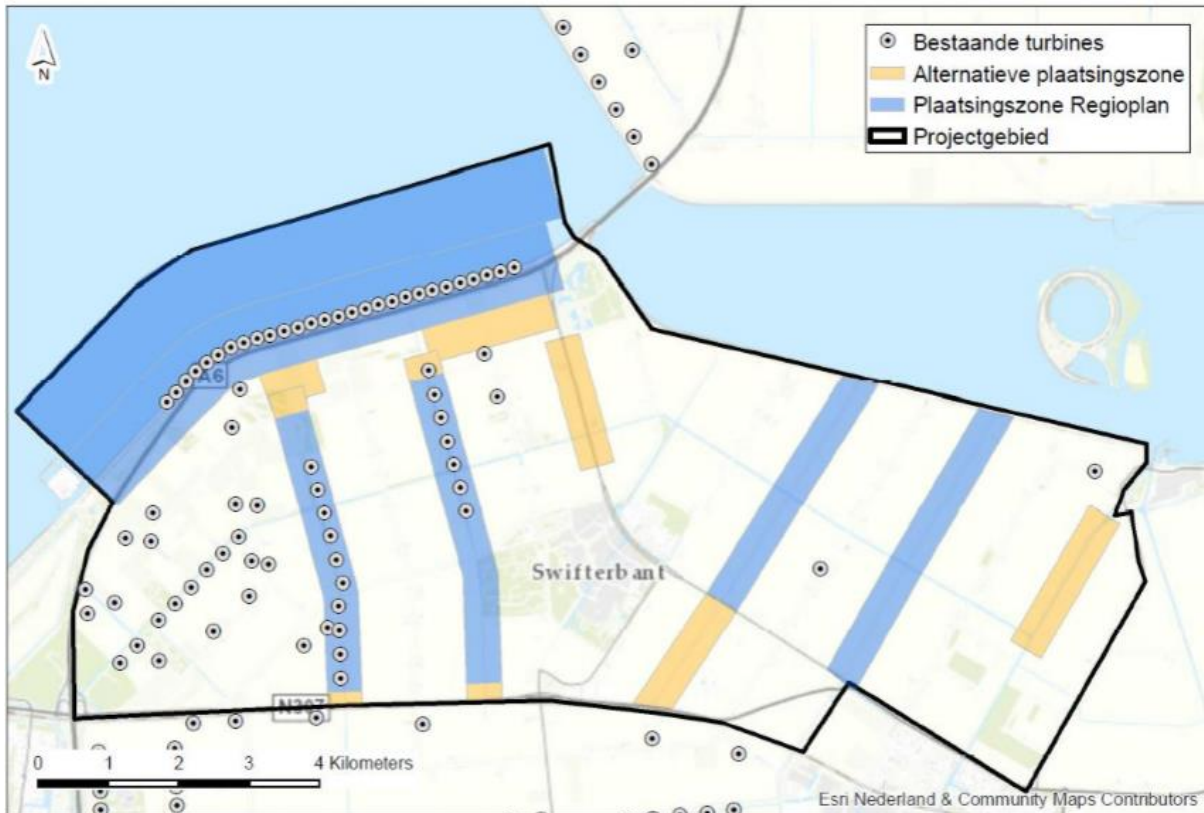 N
Bestaande turbines
Alternatieve plaatsingszone
Plaatsingszone Regioplan
Projectgebied
A6
Swifterbant
N307
0 1 2 3 4 Kilometers
Esri Nederland & Community Maps Contributors